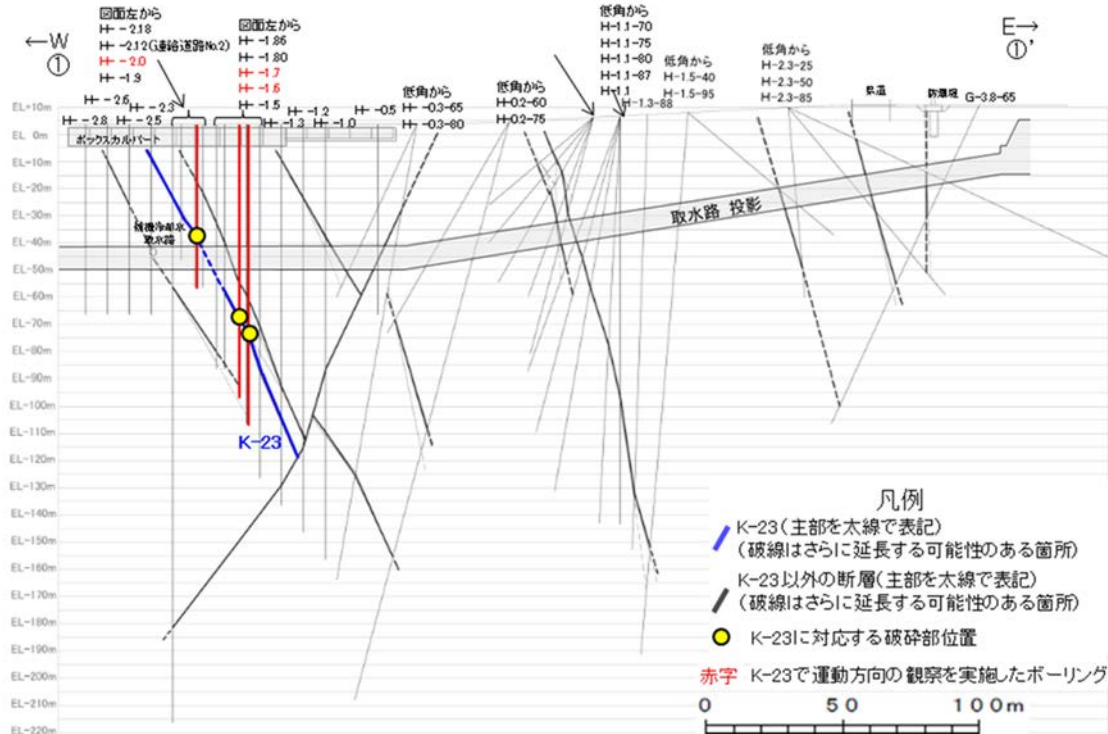 ←W
①
図面左から
H- -2.18
H- -2.12(連絡道路No.2)
H- -2.0
H- -1.9
図面左から
H- -1.86
H- -1.80
H- -1.7
H- -1.6
H- -1.5
低角から
H- -0.3-65
H- -0.3-80
低角から
H-0.2-60
H-0.2-75
低角から
H-1.1-70
H-1.1-75
H-1.1-80
H-1.1-87
H-1.1
H-1.3-88
低角から
H-1.5-40
H-1.5-95
低角から
H-2.3-25
H-2.3-50
H-2.3-85
E→
①'
防潮堤
G-3.8-65
H- -2.8
H- -2.6
H- -2.5
H- -2.3
H- -1.3
H- -1.2
H- -1.0
H- -0.5
ボックスカルバート
補機冷却水
取水路
取水路 投影
K-23
EL+10m
EL 0m
EL-10m
EL-20m
EL-30m
EL-40m
EL-50m
EL-60m
EL-70m
EL-80m
EL-90m
EL-100m
EL-110m
EL-120m
EL-130m
EL-140m
EL-150m
EL-160m
EL-170m
EL-180m
EL-190m
EL-200m
EL-210m
EL-220m
凡例
K-23(主部を太線で表記)
(破線はさらに延長する可能性のある箇所)
K-23以外の断層(主部を太線で表記)
(破線はさらに延長する可能性のある箇所)
K-23に対応する破砕部位置
赤字 K-23で運動方向の観察を実施したボーリング
0 50 100m